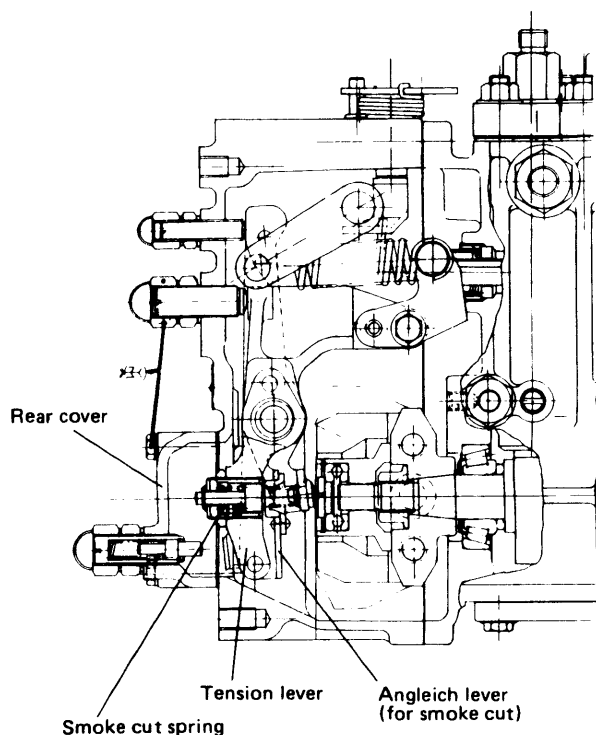 Rear cover
Tension lever
Angleich lever
(for smoke cut)
Smoke cut spring